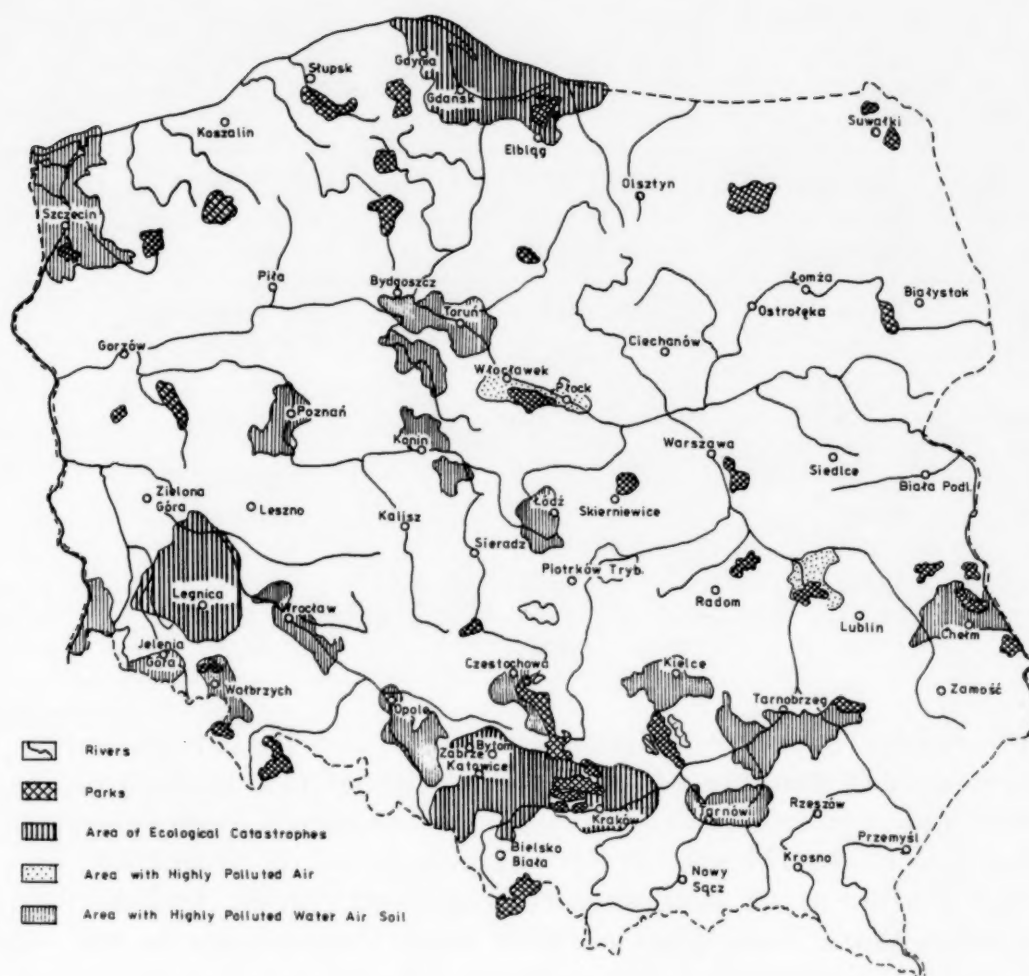 Gdynia
Słupsk
Gdańsk
Koszalin
Suwałki
Elbląg
Olsztyn
Szczecin
Piła
Bydgoszcz
Łomża
Białystok
Toruń
Ostrołęka
Gorzów
Ciechanów
Włocławek
Płock
Poznań
Konin
Warszawa
Siedlce
Biała Podl.
Zielona
Góra
Leszno
Kalisz
Łódź
Skierniewice
Sieradz
Piotrków Tryb.
Legnica
Radom
Wrocław
Lublin
Chełm
Jelenia
Góra
Wałbrzych
Częstochowa
Kielce
Zamość
Opole
Tarnobrzeg
Bytom
Zabrze
Katowice
Kraków
Tarnów
Rzeszów
Przemyśl
Bielsko
Biała
Nowy
Sącz
Krosno
Rivers
Parks
Area of Ecological Catastrophes
Area with Highly Polluted Air
Area with Highly Polluted Water Air Soil